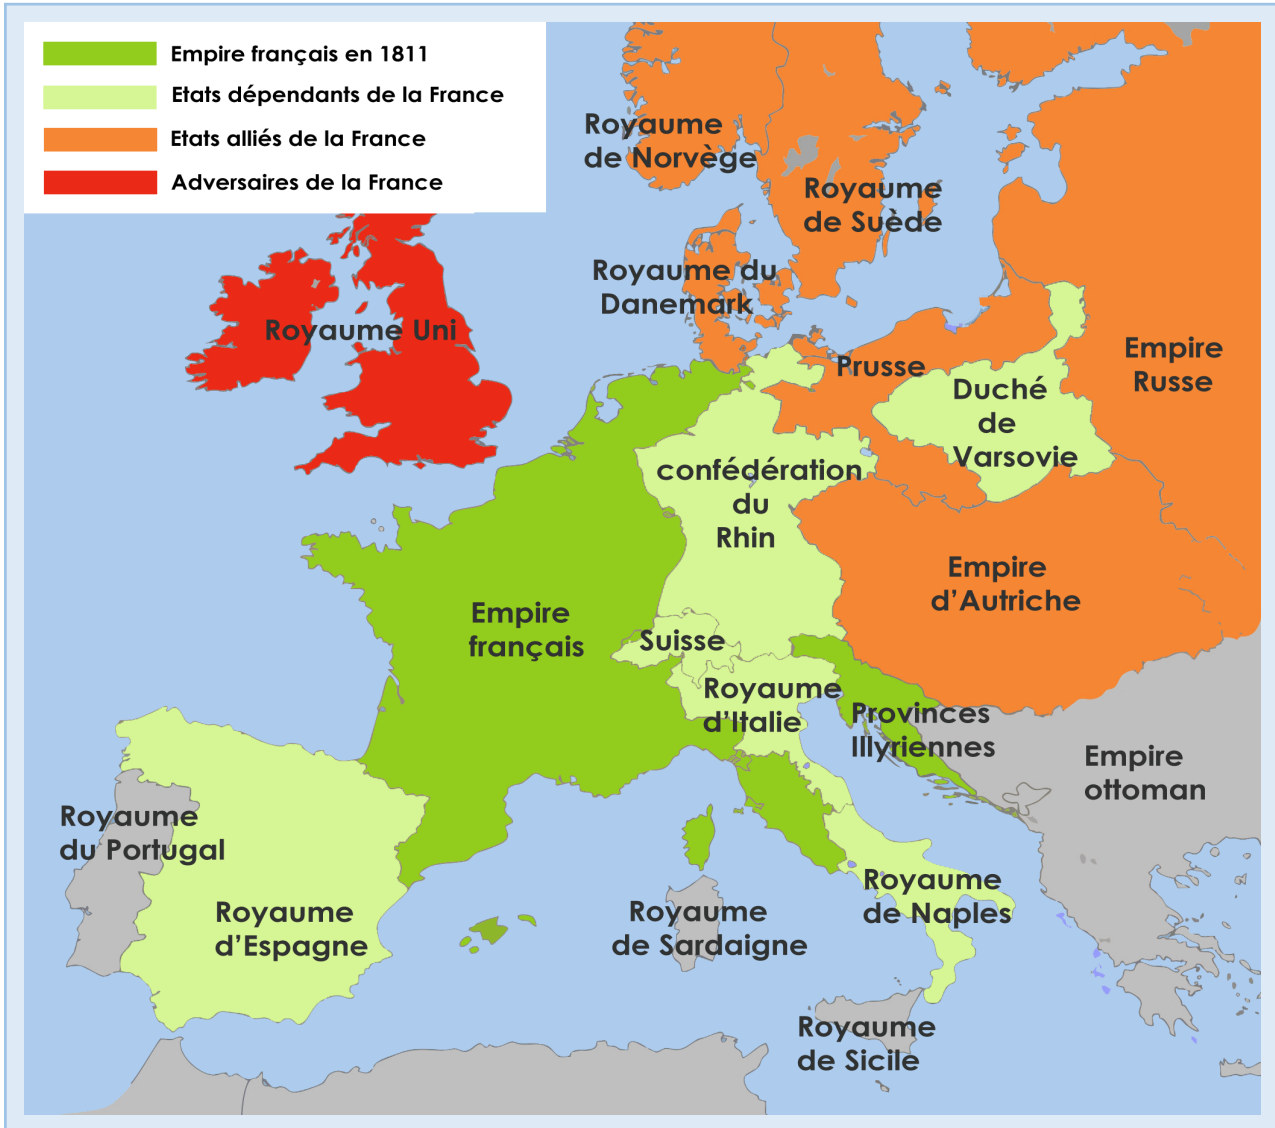 Empire français en 1811
Etats dépendants de la France
Etats alliés de la France
Adversaires de la France
Royaume
de Norvège
Royaume
de Suède
Royaume du
Danemark
Royaume Uni
Prusse
Empire
Russe
Duché
de
Varsovie
confédération
du
Rhin
Empire
d'Autriche
Empire
français
Suisse
Royaume
d'Italie
Provinces
Illyriennes
Empire
ottoman
Royaume
du Portugal
Royaume
d'Espagne
Royaume
de Sardaigne
Royaume
de Naples
Royaume
de Sicile